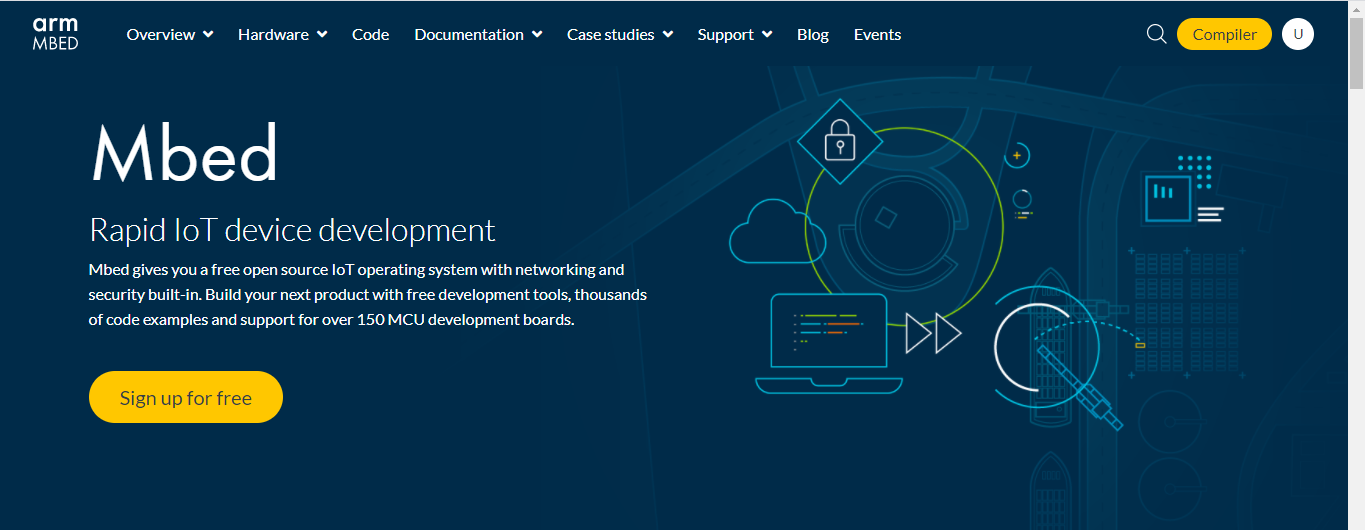 arm
MBED
Overview Hardware Code Documentation Case studies Support Blog Events
Compiler
U
Mbed
Rapid IoT device development
Mbed gives you a free open source IoT operating system with networking and
security built-in. Build your next product with free development tools, thousands
of code examples and support for over 150 MCU development boards.
Sign up for free